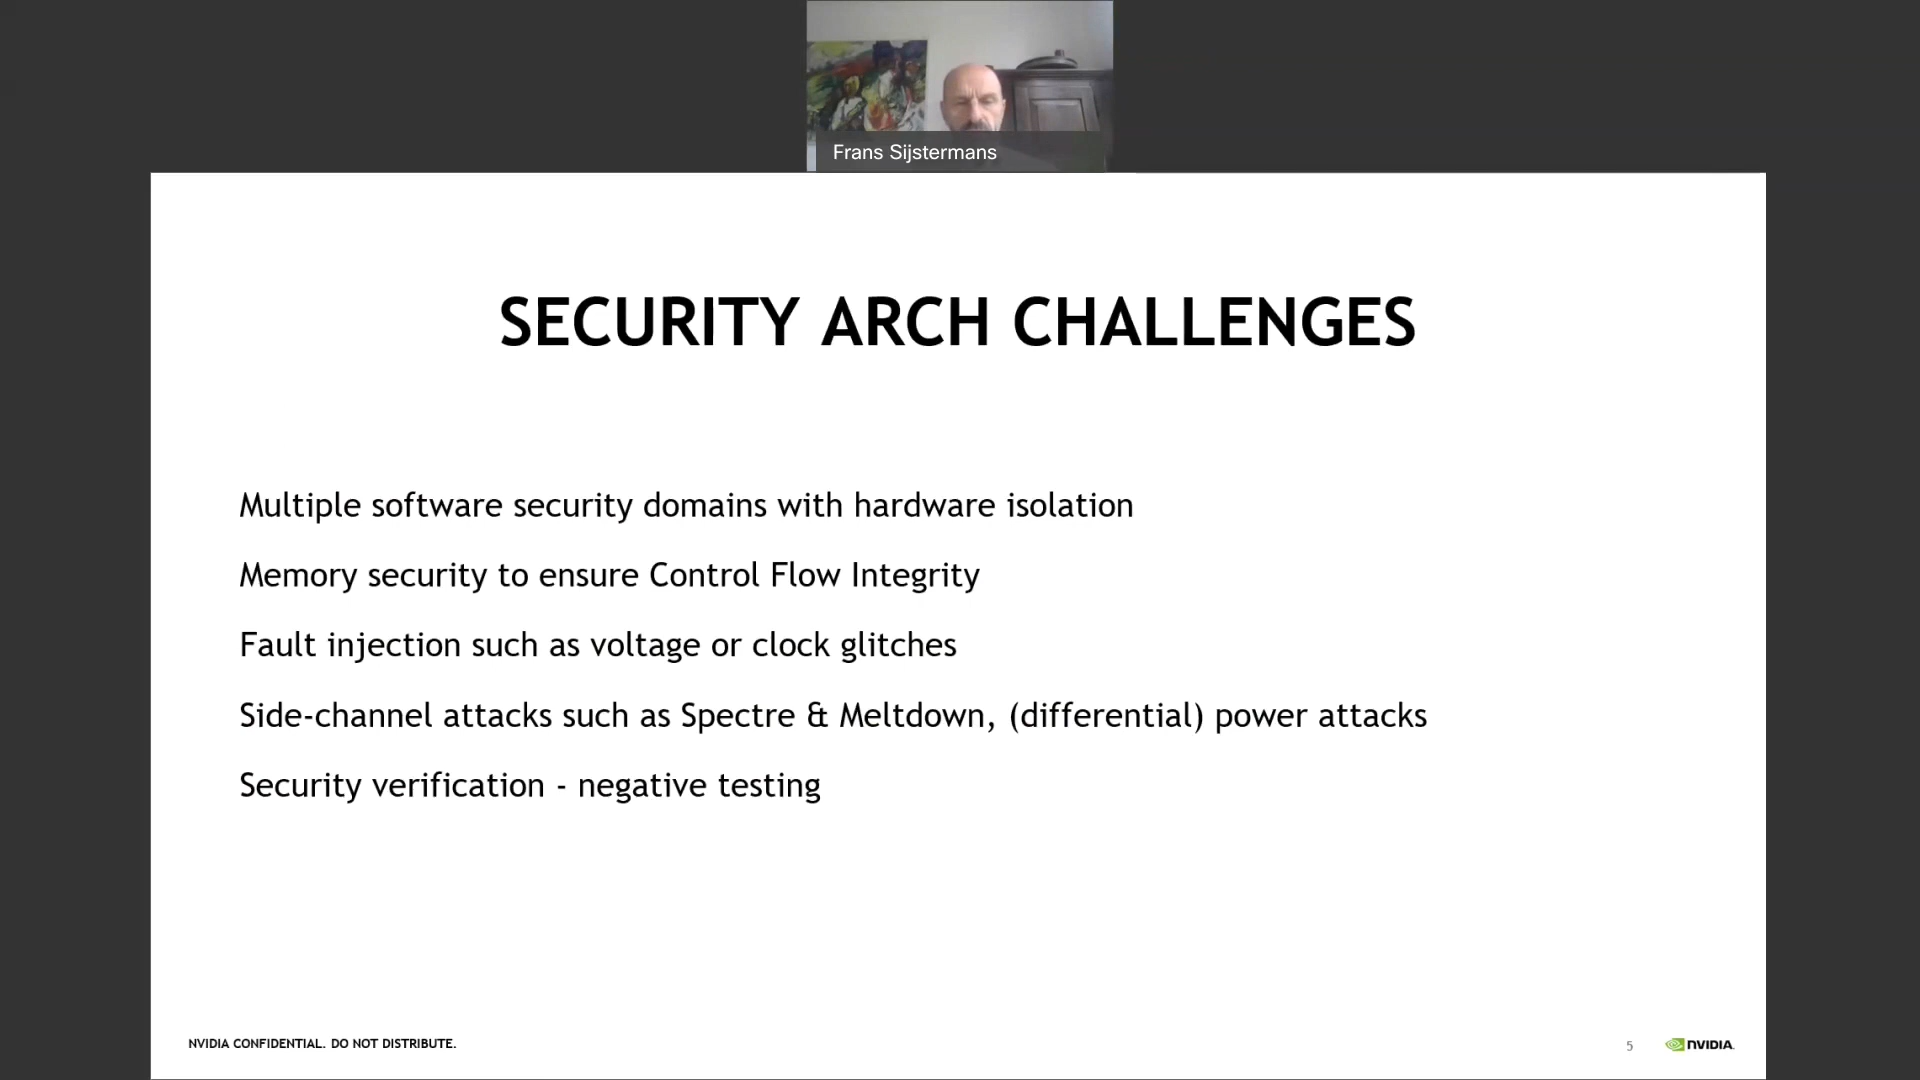 Frans Sijstermans
SECURITY ARCH CHALLENGES
Multiple software security domains with hardware isolation
Memory security to ensure Control Flow Integrity
Fault injection such as voltage or clock glitches
Side-channel attacks such as Spectre & Meltdown, (differential) power attacks
Security verification - negative testing
NVIDIA CONFIDENTIAL. DO NOT DISTRIBUTE.
5
NVIDIA.